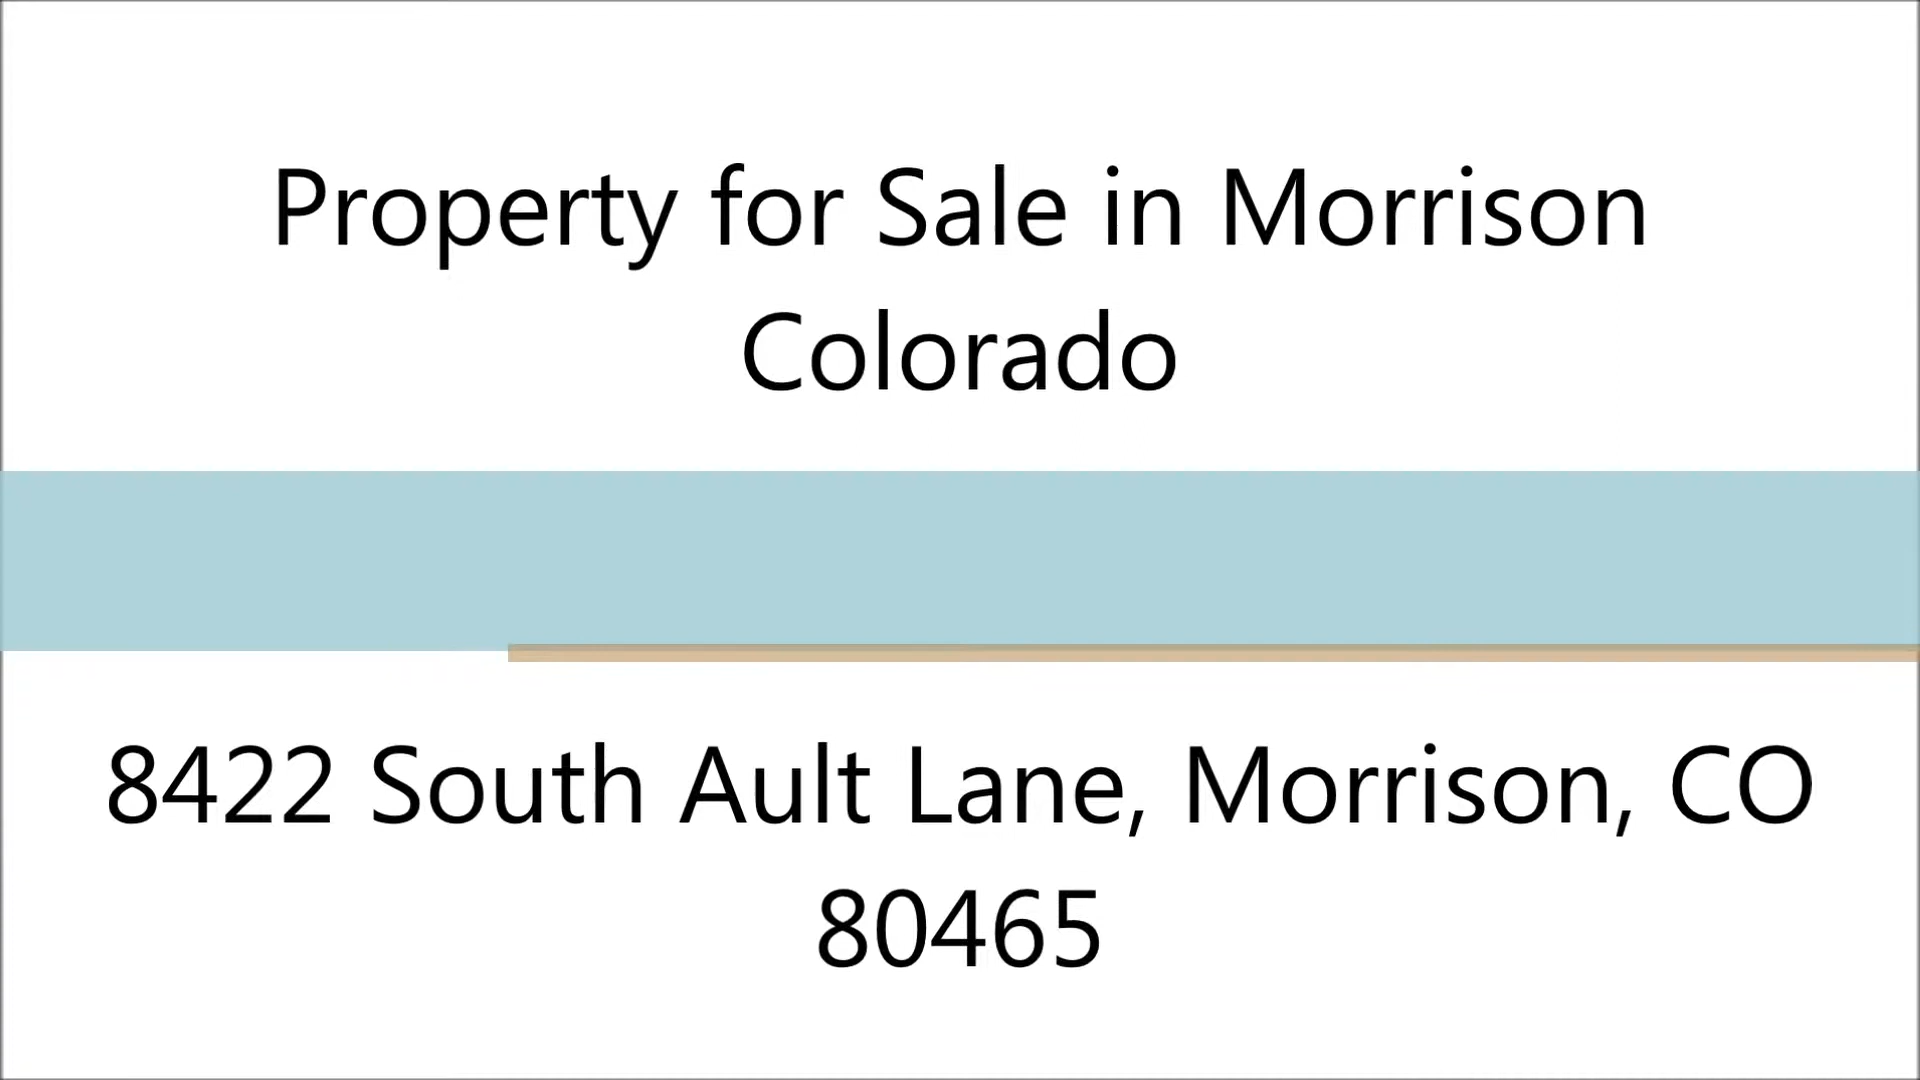 Property for Sale in Morrison
Colorado
8422 South Ault Lane, Morrison, CO
80465